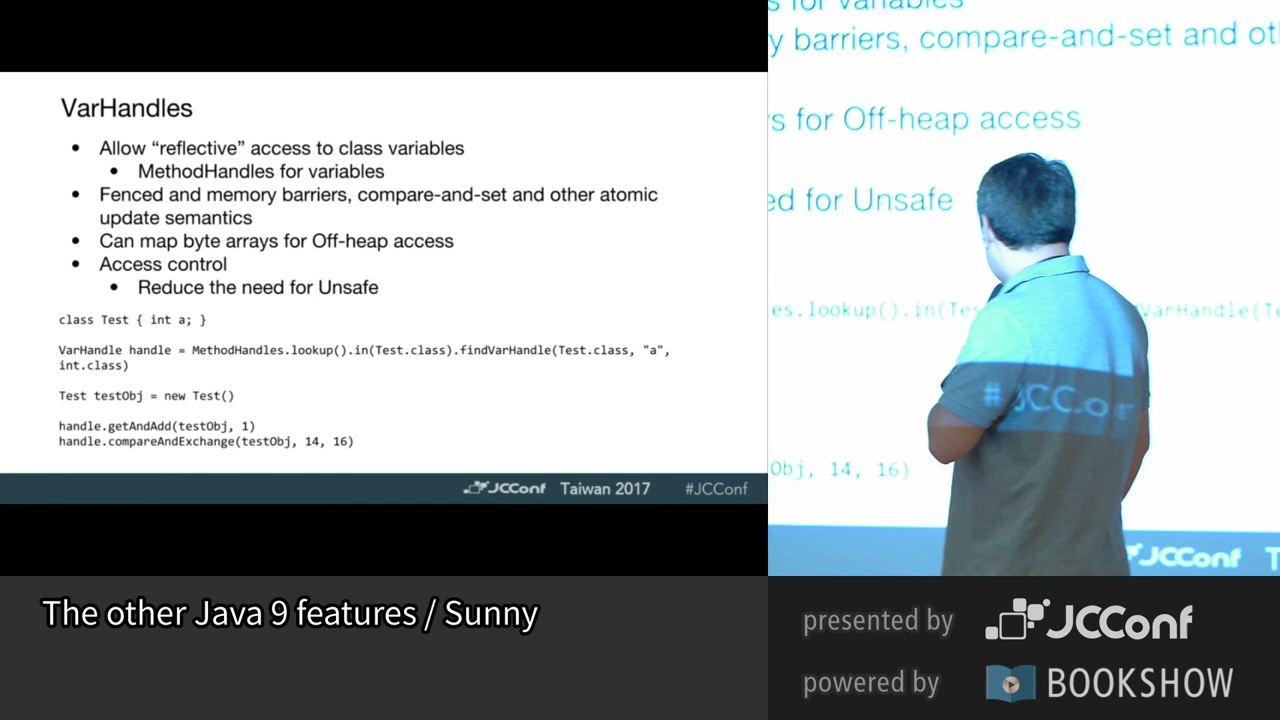 VarHandles
• Allow “reflective” access to class variables
• MethodHandles for variables
• Fenced and memory barriers, compare-and-set and other atomic
update semantics
• Can map byte arrays for Off-heap access
• Access control
• Reduce the need for Unsafe
class Test { int a; }
VarHandle handle = MethodHandles.lookup().in(Test.class).findVarHandle(Test.class, "a",
int.class)
Test testObj = new Test()
handle.getAndAdd(testObj, 1)
handle.compareAndExchange(testObj, 14, 16)
JCConf Taiwan 2017 #JCConf
s for variables
y barriers, compare-and-set and ot
s for Off-heap access
ed for Unsafe
es.lookup().in(Tes VarHandle(Te
Obj, 14, 16)
#JCConf
JCConf T
The other Java 9 features / Sunny
presented by JCConf
powered by BOOKSHOW